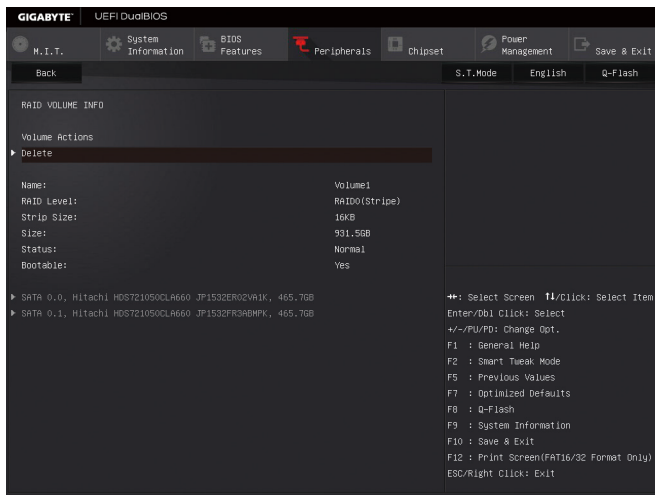 GIGABYTE™ UEFI DualBIOS
M.I.T.
System Information
BIOS Features
Peripherals
Chipset
Power Management
Save & Exit
Back
S.T.Mode English Q-Flash
RAID VOLUME INFO
Volume Actions
Delete
Name: Volume1
RAID Level: RAID0(Stripe)
Strip Size: 16KB
Size: 931.5GB
Status: Normal
Bootable: Yes
SATA 0.0, Hitachi HDS721050CLA660 JP1532ER02VA1K, 465.7GB
SATA 0.1, Hitachi HDS721050CLA660 JP1532FR3ABMPK, 465.7GB
→←: Select Screen ↑↓/Click: Select Item
Enter/Dbl Click: Select
+/-/PU/PD: Change Opt.
F1 : General Help
F2 : Smart Tweak Mode
F5 : Previous Values
F7 : Optimized Defaults
F8 : Q-Flash
F9 : System Information
F10 : Save & Exit
F12 : Print Screen(FAT16/32 Format Only)
ESC/Right Click: Exit